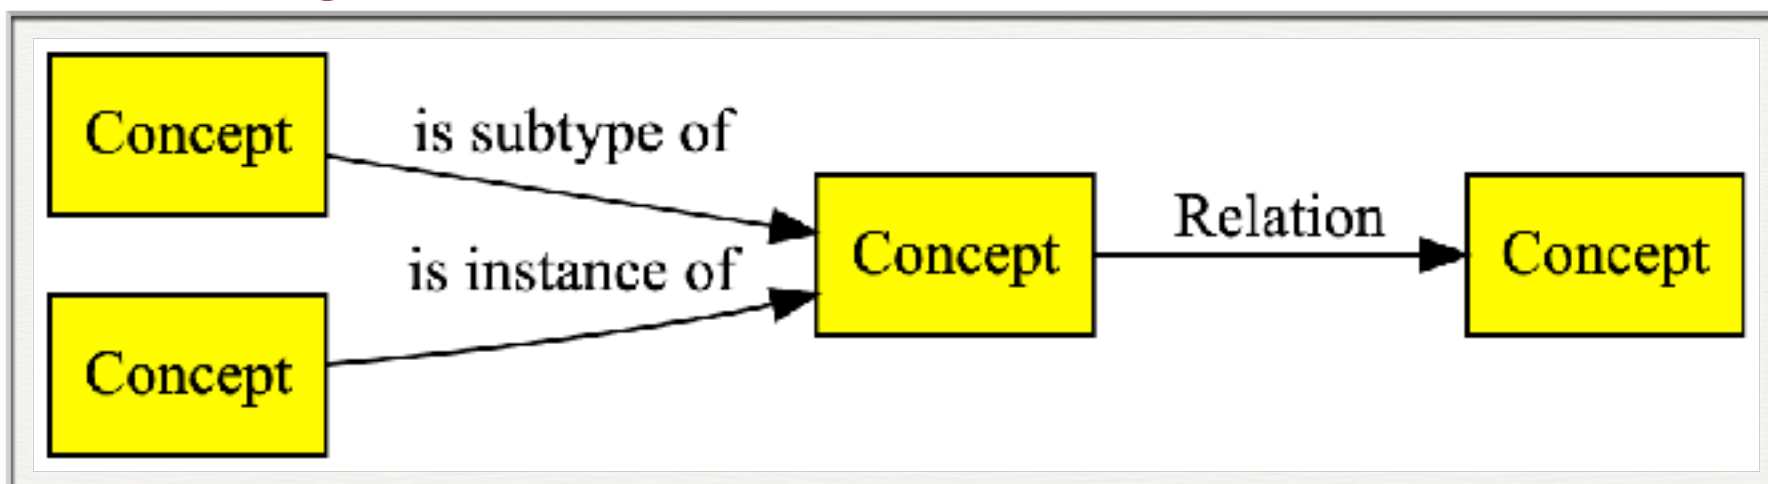 Concept
is subtype of
Concept
is instance of
Concept
Relation
Concept